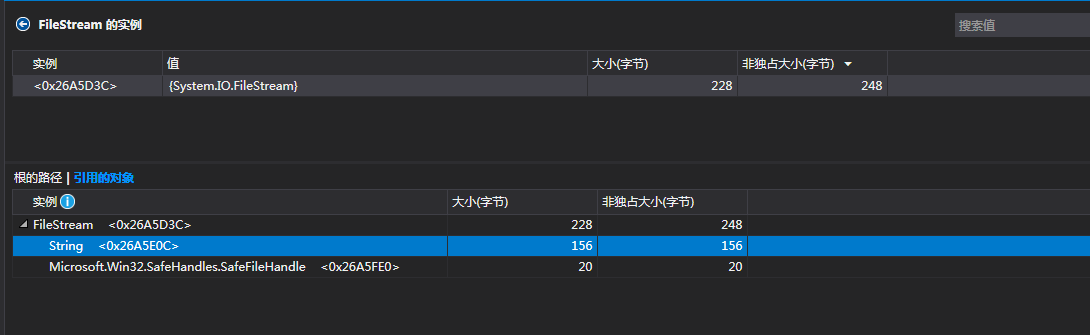 FileStream 的实例
搜索值
实例 值 大小(字节) 非独占大小(字节)
<0x26A5D3C> {System.IO.FileStream} 228 248
根的路径 | 引用的对象
实例 大小(字节) 非独占大小(字节)
FileStream <0x26A5D3C> 228 248
String <0x26A5E0C> 156 156
Microsoft.Win32.SafeHandles.SafeFileHandle <0x26A5FE0> 20 20